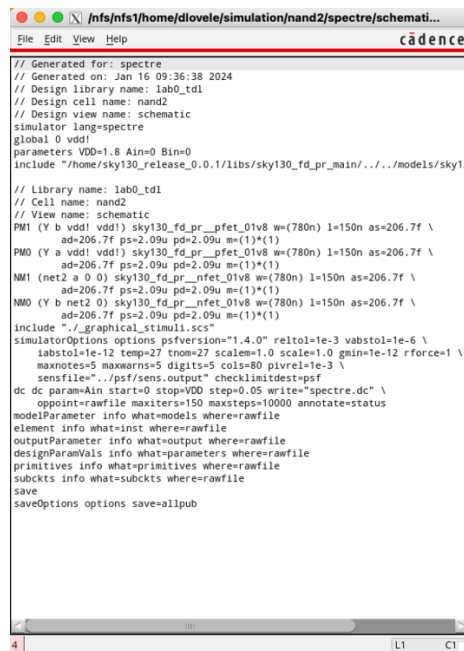 /nfs/nfs1/home/dlovele/simulation/nand2/spectre/schemati...
File Edit View Help
cādence
// Generated for: spectre
// Generated on: Jan 16 09:36:38 2024
// Design library name: lab0_tdl
// Design cell name: nand2
// Design view name: schematic
simulator lang=spectre
global 0 vdd!
parameters VDD=1.8 Ain=0 Bin=0
include "/home/sky130_release_0.0.1/libs/sky130_fd_pr_main/../../models/sky1
// Library name: lab0_tdl
// Cell name: nand2
// View name: schematic
PM1 (Y b vdd! vdd!) sky130_fd_pr__pfet_01v8 w=(780n) l=150n as=206.7f \
ad=206.7f ps=2.09u pd=2.09u m=(1)*(1)
PM0 (Y a vdd! vdd!) sky130_fd_pr__pfet_01v8 w=(780n) l=150n as=206.7f \
ad=206.7f ps=2.09u pd=2.09u m=(1)*(1)
NM1 (net2 a 0 0) sky130_fd_pr__nfet_01v8 w=(780n) l=150n as=206.7f \
ad=206.7f ps=2.09u pd=2.09u m=(1)*(1)
NM0 (Y b net2 0) sky130_fd_pr__nfet_01v8 w=(780n) l=150n as=206.7f \
ad=206.7f ps=2.09u pd=2.09u m=(1)*(1)
include "./_graphical_stimuli.scs"
simulatorOptions options psfversion="1.4.0" reltol=1e-3 vabstol=1e-6 \
iabstol=1e-12 temp=27 tnom=27 scalem=1.0 scale=1.0 gmin=1e-12 rforce=1 \
maxnotes=5 maxwarns=5 digits=5 cols=80 pivrel=1e-3 \
sensfile="../psf/sens.output" checklimitdest=psf
dc dc param=Ain start=0 stop=VDD step=0.05 write="spectre.dc" \
oppoint=rawfile maxiters=150 maxsteps=10000 annotate=status
modelParameter info what=models where=rawfile
element info what=inst where=rawfile
outputParameter info what=output where=rawfile
designParamVals info what=parameters where=rawfile
primitives info what=primitives where=rawfile
subckts info what=subckts where=rawfile
save
saveOptions options save=allpub
4
L1 C1